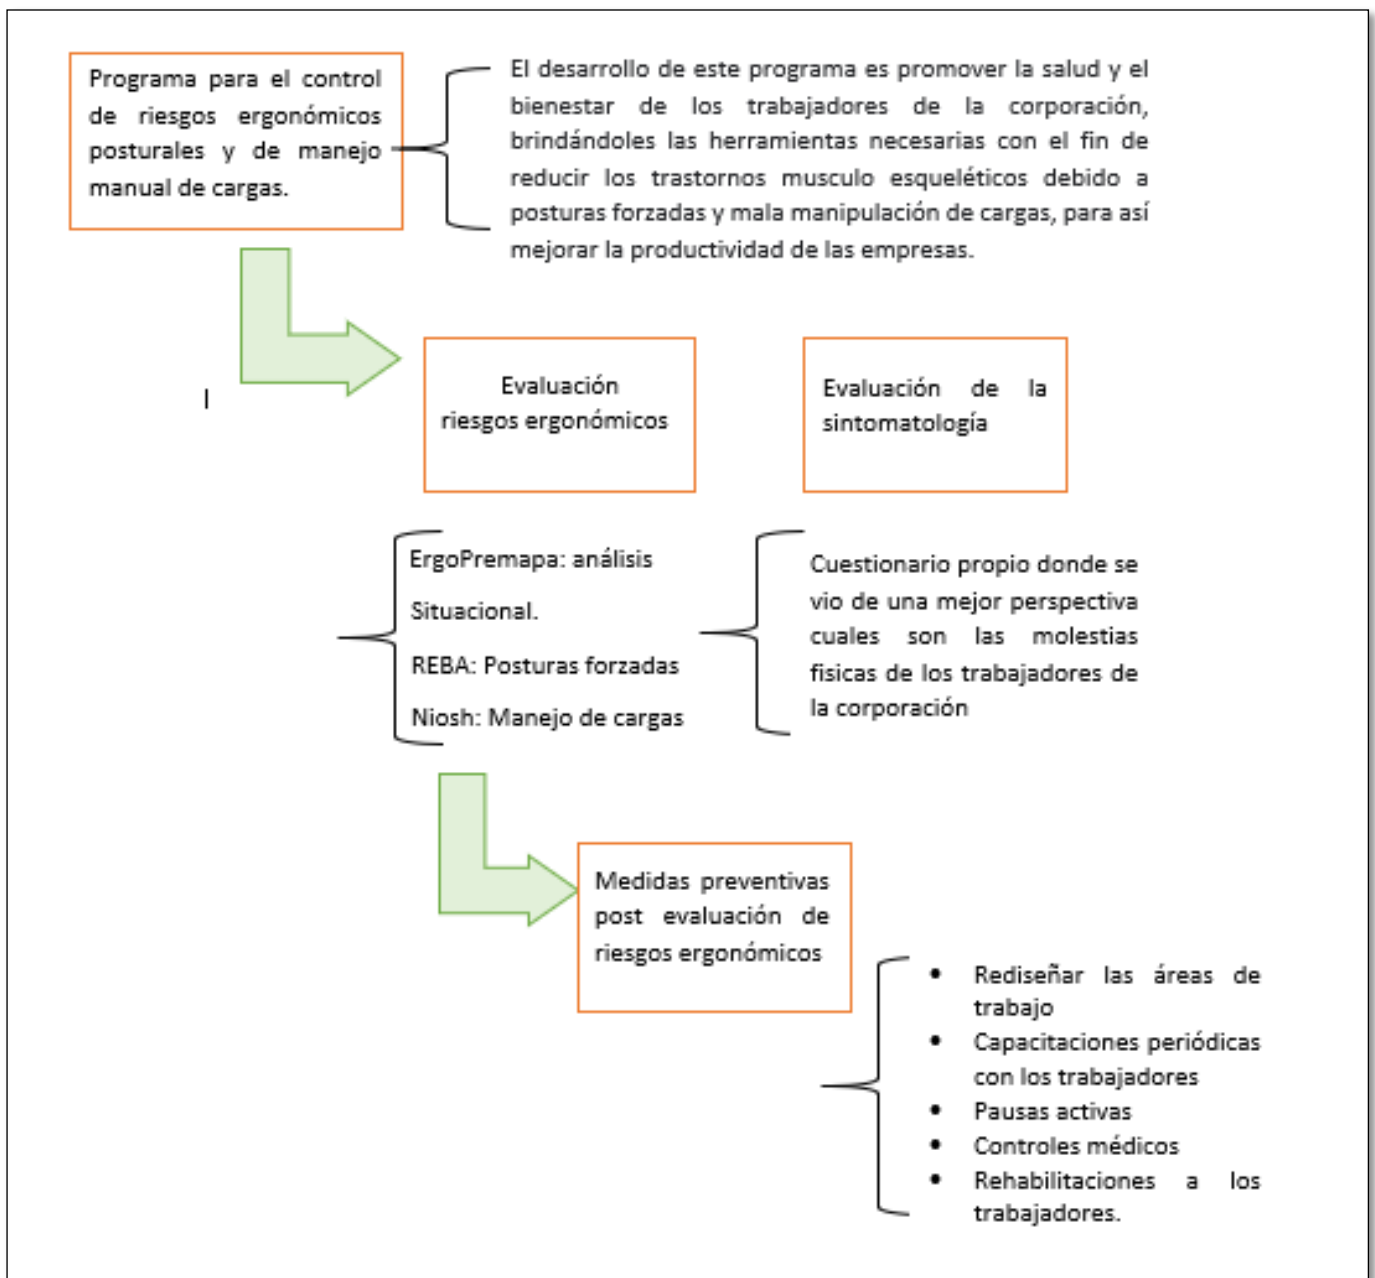 Programa para el control
de riesgos ergonómicos
posturales y de manejo
manual de cargas.
El desarrollo de este programa es promover la salud y el
bienestar de los trabajadores de la corporación,
brindándoles las herramientas necesarias con el fin de
reducir los trastornos musculo esqueléticos debido a
posturas forzadas y mala manipulación de cargas, para así
mejorar la productividad de las empresas.
Evaluación
riesgos ergonómicos
Evaluación de la
sintomatología
ErgoPremapa: análisis
Situacional.
REBA: Posturas forzadas
Niosh: Manejo de cargas
Cuestionario propio donde se
vio de una mejor perspectiva
cuales son las molestias
fisicas de los trabajadores de
la corporación
Medidas preventivas
post evaluación de
riesgos ergonómicos
• Rediseñar las áreas de
trabajo
• Capacitaciones periódicas
con los trabajadores
• Pausas activas
• Controles médicos
• Rehabilitaciones a los
trabajadores.